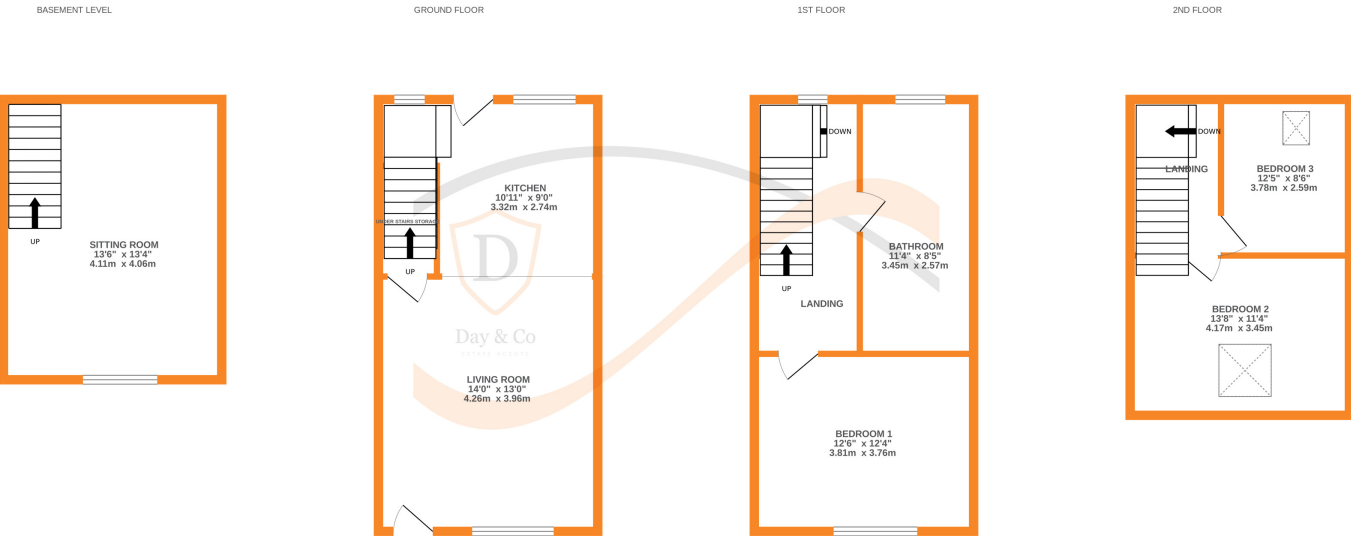 BASEMENT LEVEL
UP
SITTING ROOM
13'6" x 13'4"
4.11m x 4.06m
GROUND FLOOR
KITCHEN
10'11" x 9'0"
3.32m x 2.74m
UNDER STAIRS STORAG
UP
D
Day & Co
ESTATE AGENTS
LIVING ROOM
14'0" x 13'0"
4.26m x 3.96m
1ST FLOOR
DOWN
BATHROOM
11'4" x 8'5"
3.45m x 2.57m
UP
LANDING
BEDROOM 1
12'6" x 12'4"
3.81m x 3.76m
2ND FLOOR
DOWN
LANDING
BEDROOM 3
12'5" x 8'6"
3.78m x 2.59m
BEDROOM 2
13'8" x 11'4"
4.17m x 3.45m